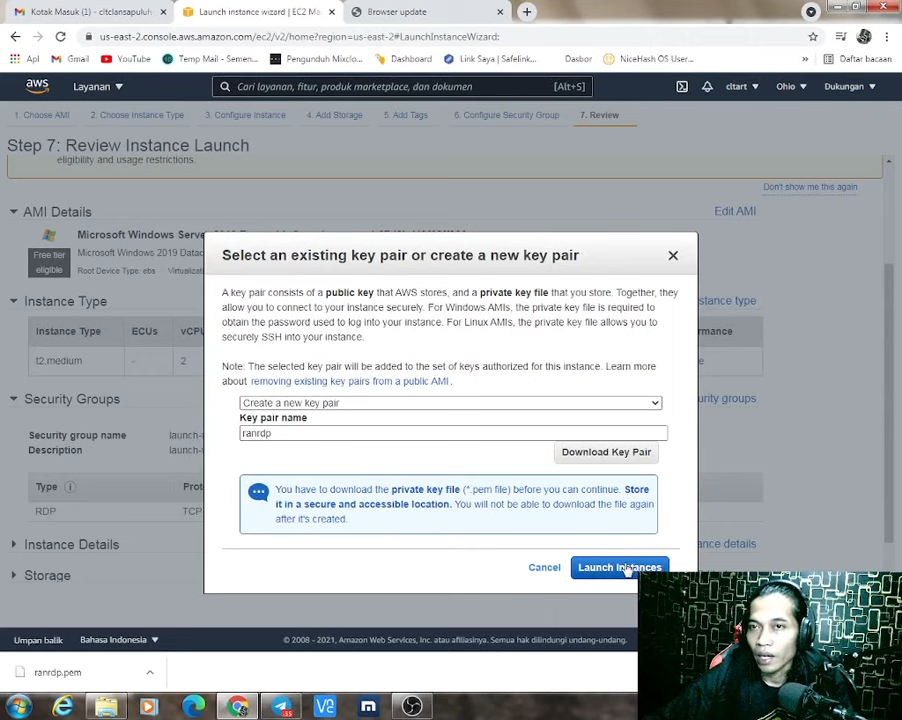 Kotak Masuk (1) - cltclansapuluh
Launch instance wizard | EC2 Ma
Browser update
us-east-2.console.aws.amazon.com/ec2/v2/home?region=us-east-2#LaunchInstanceWizard:
Apl
Gmail
YouTube
Temp Mail - Semen...
Pengunduh Mixclo...
Dashboard
Link Saya | Safelink...
Dasbor
NiceHash OS User...
»
Daftar bacaan
aws
Layanan
Cari layanan, fitur, produk marketplace, dan dokumen
[Alt+S]
cltart
Ohio
Dukungan
1. Choose AMI
2. Choose Instance Type
3. Configure Instance
4. Add Storage
5. Add Tags
6. Configure Security Group
7. Review
Step 7: Review Instance Launch
eligibility and usage restrictions.
Don't show me this again
AMI Details
Edit AMI
Microsoft Windows Serv
Free tier
eligible
Microsoft Windows 2019 Datac
Root Device Type: ebs
Virtualizati
Instance Type
nstance type
Instance Type
ECUs
vCPU
mance
t2.medium
-
2
Security Groups
ty groups
Security group name
launch-
Description
launch-
Type
Prot
RDP
TCP
Instance Details
nce details
Storage
Select an existing key pair or create a new key pair
A key pair consists of a public key that AWS stores, and a private key file that you store. Together, they
allow you to connect to your instance securely. For Windows AMIs, the private key file is required to
obtain the password used to log into your instance. For Linux AMIs, the private key file allows you to
securely SSH into your instance.
Note: The selected key pair will be added to the set of keys authorized for this instance. Learn more
about removing existing key pairs from a public AMI .
Create a new key pair
Key pair name
ranrdp
Download Key Pair
You have to download the private key file (*.pem file) before you can continue. Store
it in a secure and accessible location. You will not be able to download the file again
after it's created.
Cancel
Launch Instances
Umpan balik
Bahasa Indonesia
© 2008 - 2021, Amazon Web Services, Inc. atau afiliasinya. Semua hak dilindungi undang-undang.
ranrdp.pem